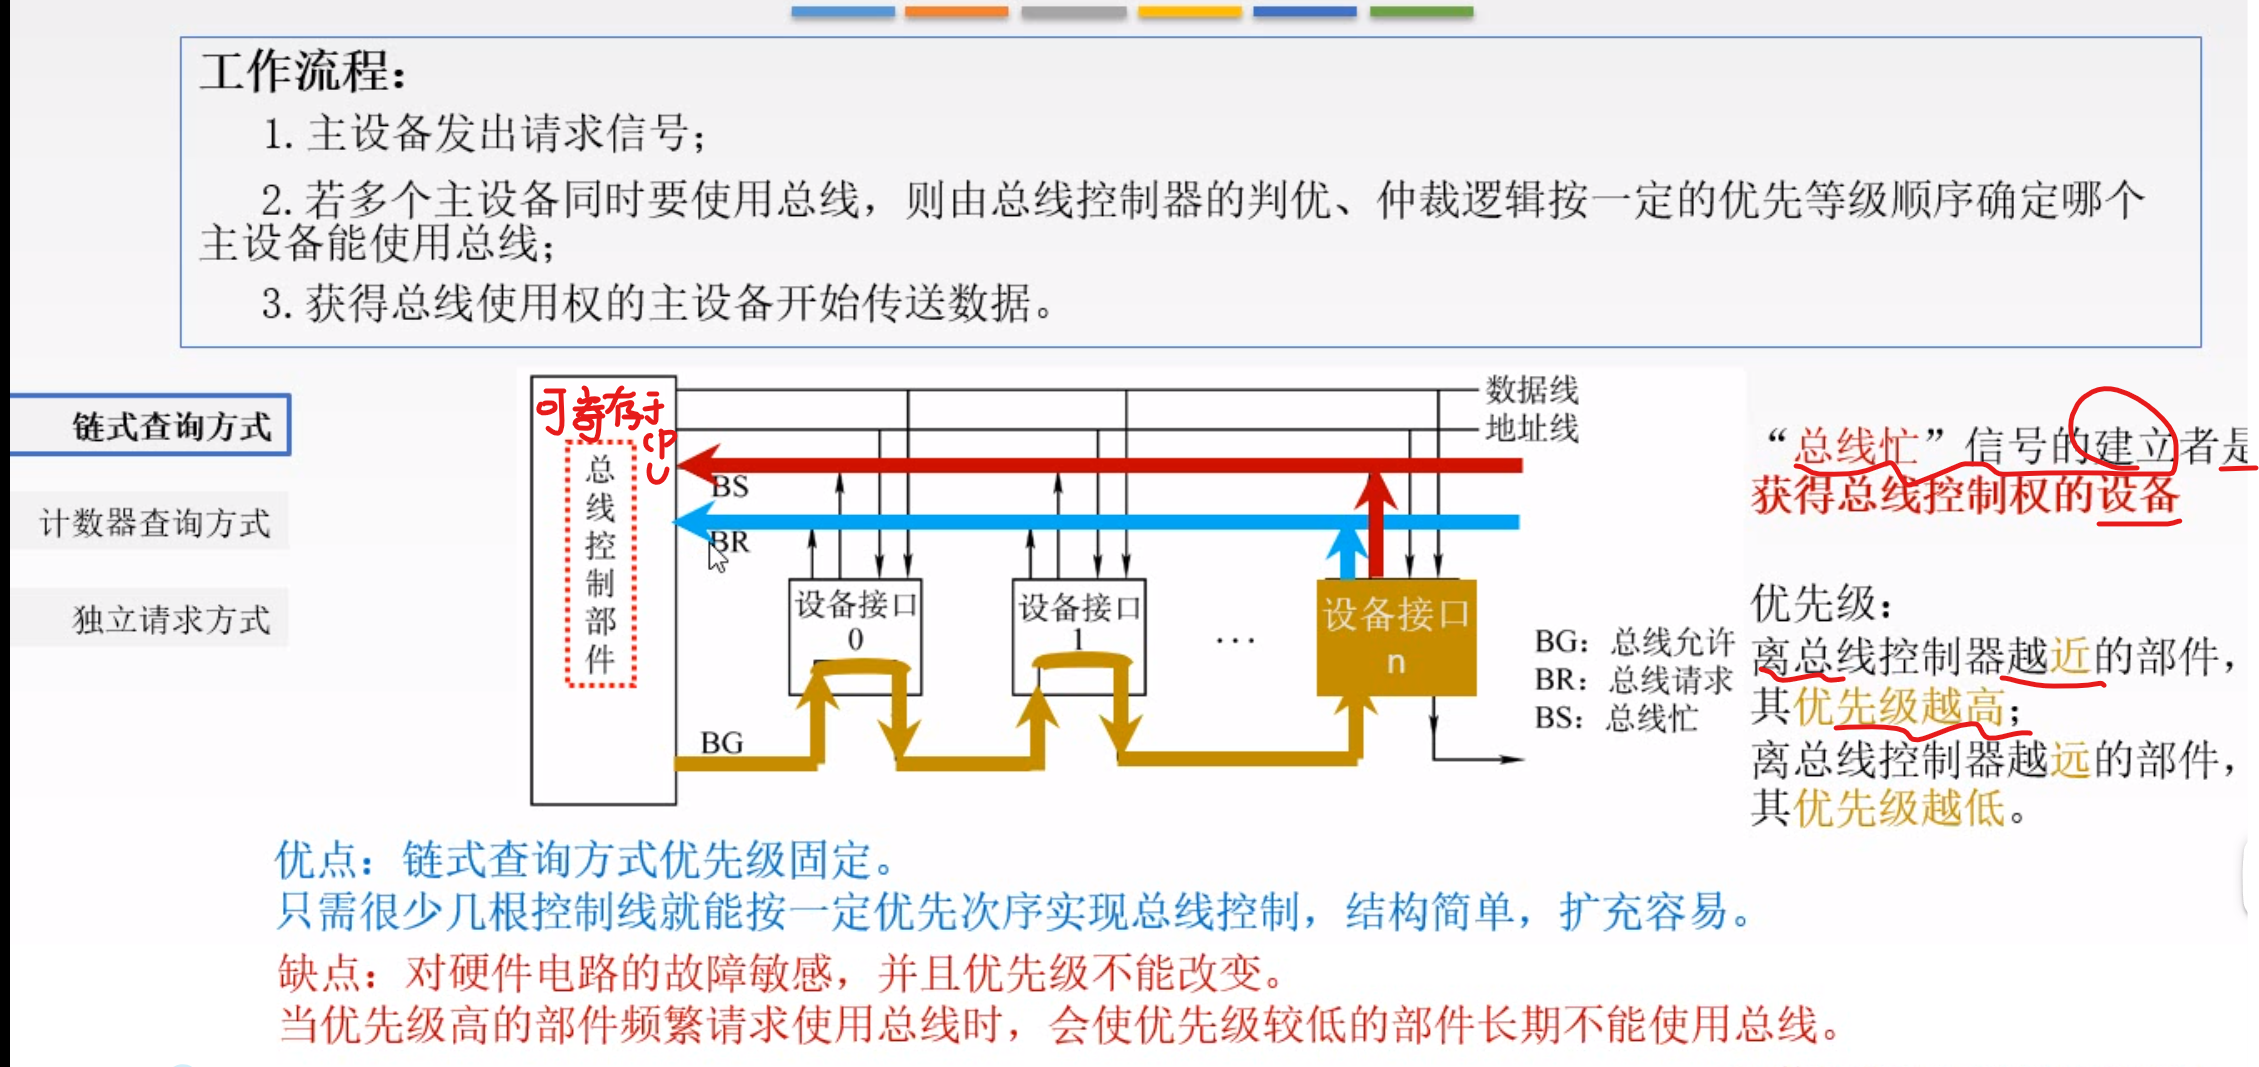 工作流程：
1. 主设备发出请求信号；
2. 若多个主设备同时要使用总线，则由总线控制器的判优、仲裁逻辑按一定的优先等级顺序确定哪个
主设备能使用总线；
3. 获得总线使用权的主设备开始传送数据。
链式查询方式
计数器查询方式
独立请求方式
可寄存于
CPU
总线控制部件
数据线
地址线
BS
BR
设备接口
0
设备接口
1
...
设备接口
n
BG
BG：总线允许
BR：总线请求
BS：总线忙
“总线忙”信号的建立者是
获得总线控制权的设备
优先级：
离总线控制器越近的部件，
其优先级越高；
离总线控制器越远的部件，
其优先级越低。
优点：链式查询方式优先级固定。
只需很少几根控制线就能按一定优先次序实现总线控制，结构简单，扩充容易。
缺点：对硬件电路的故障敏感，并且优先级不能改变。
当优先级高的部件频繁请求使用总线时，会使优先级较低的部件长期不能使用总线。